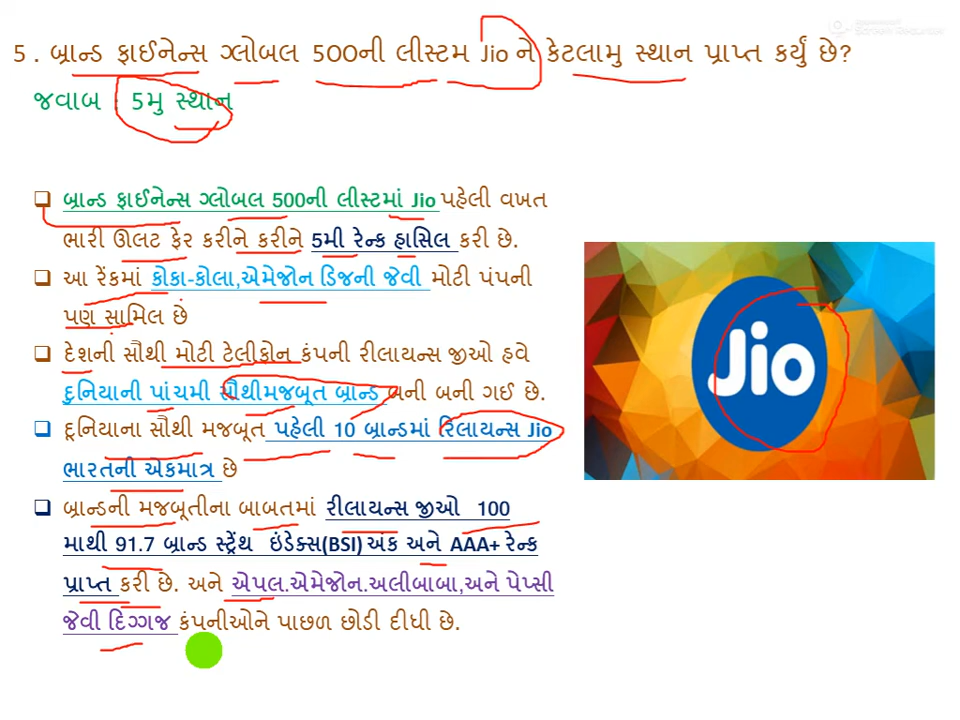 5 . બ્રાન્ડ ફાઈનેન્સ ગ્લોબલ 500ની લીસ્ટમ Jio ને કેટલામુ સ્થાન પ્રાપ્ત કર્યું છે?
જવાબ : 5મુ સ્થાન
બ્રાન્ડ ફાઈનેન્સ ગ્લોબલ 500ની લીસ્ટમાં Jio પહેલી વખત
ભારી ઊલટ ફેર કરીને કરીને 5મી રેન્ક હાસિલ કરી છે.
આ રેંકમાં કોકા-કોલા,એમેજોન ડિજની જેવી મોટી પંપની
પણ સામિલ છે
દેશની સૌથી મોટી ટેલીકોન કંપની રીલાયન્સ જીઓ હવે
દુનિયાની પાંચમી સૌથીમજબૂત બ્રાન્ડ બની બની ગઈ છે.
દૂનિયાના સૌથી મજબૂત પહેલી 10 બ્રાન્ડમાં રિલાયન્સ Jio
ભારતની એકમાત્ર છે
બ્રાન્ડની મજબૂતીના બાબતમાં રીલાયન્સ જીઓ 100
માથી 91.7 બ્રાન્ડ સ્ટ્રેંથ ઇંડેક્સ(BSI) અંક અને AAA+ રેન્ક
પ્રાપ્ત કરી છે. અને એપલ.એમેજોન.અલીબાબા,અને પેપ્સી
જેવી દિગ્ગજ કંપનીઓને પાછળ છોડી દીધી છે.
Jio